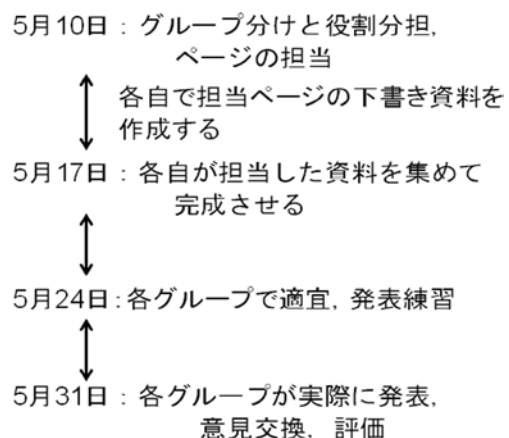 5月10日：グループ分けと役割分担,
ページの担当
各自で担当ページの下書き資料を
作成する
5月17日：各自が担当した資料を集めて
完成させる
5月24日：各グループで適宜, 発表練習
5月31日：各グループが実際に発表,
意見交換, 評価